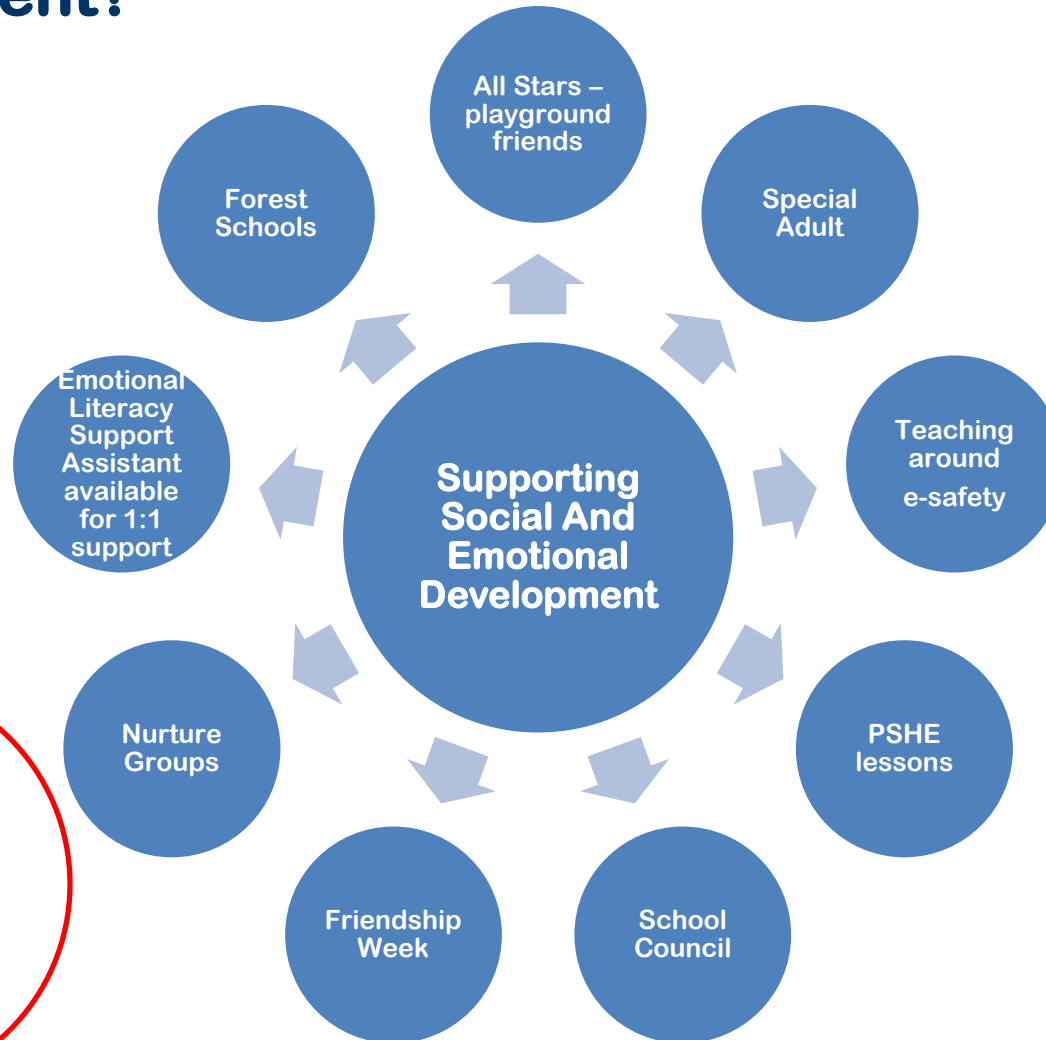 ent?
All Stars –
playground
friends
Special
Adult
Teaching
around
e-safety
PSHE
lessons
School
Council
Friendship
Week
Nurture
Groups
Emotional
Literacy
Support
Assistant
available
for 1:1
support
Forest
Schools
Supporting
Social And
Emotional
Development